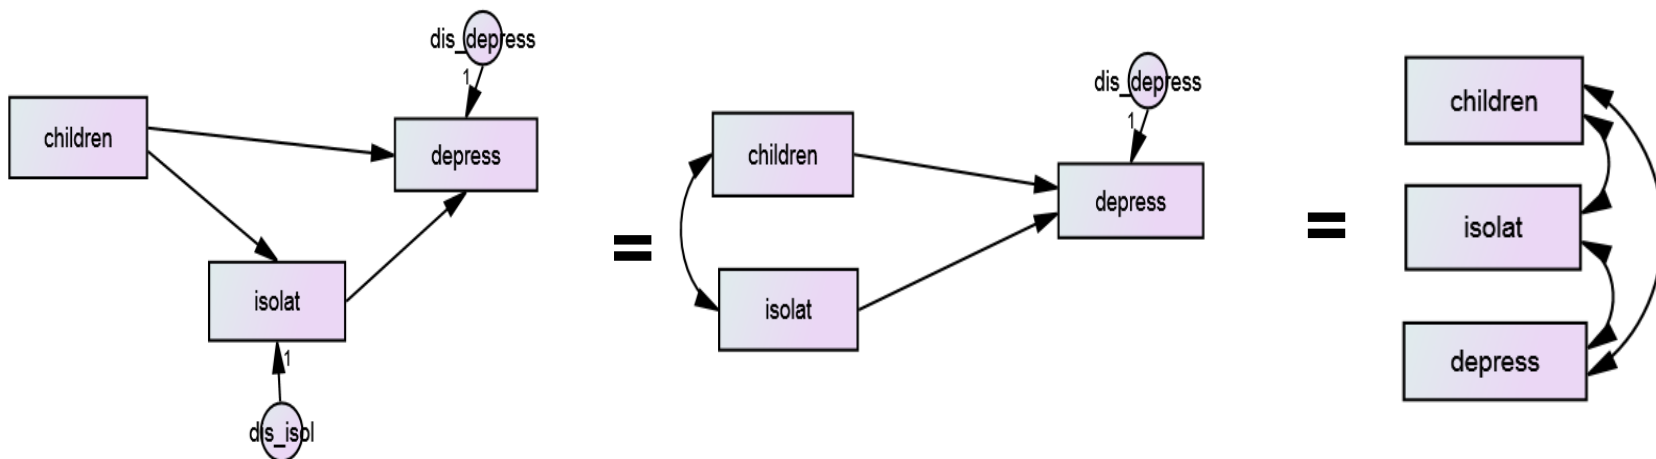 dis_depress
1
children
depress
isolat
1
dis_isol
=
dis_depress
1
children
depress
isolat
=
children
isolat
depress